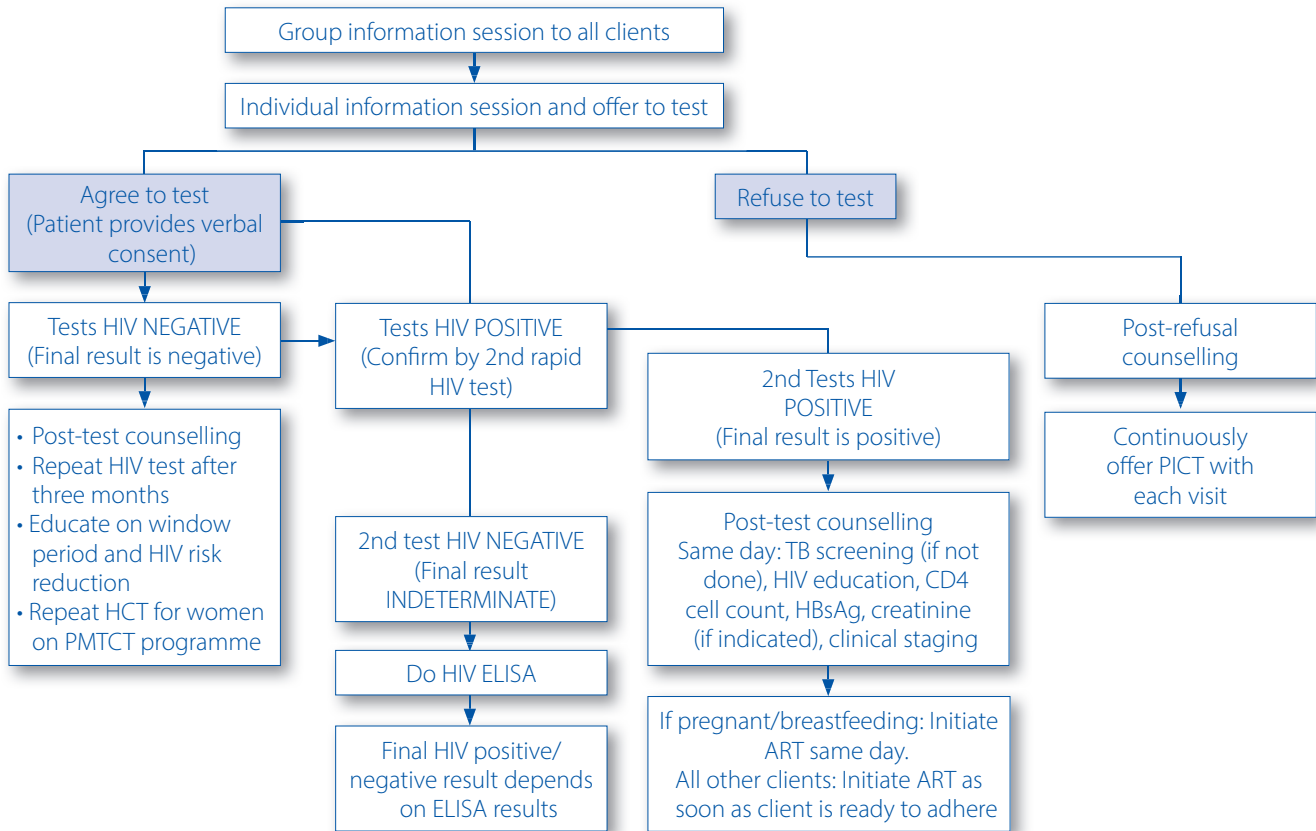 Group information session to all clients
Individual information session and offer to test
Agree to test
(Patient provides verbal
consent)
Refuse to test
Tests HIV NEGATIVE
(Final result is negative)
Tests HIV POSITIVE
(Confirm by 2nd rapid
HIV test)
2nd Tests HIV
POSITIVE
(Final result is positive)
Post-refusal
counselling
• Post-test counselling
• Repeat HIV test after
three months
• Educate on window
period and HIV risk
reduction
• Repeat HCT for women
on PMTCT programme
2nd test HIV NEGATIVE
(Final result
INDETERMINATE)
Do HIV ELISA
Final HIV positive/
negative result depends
on ELISA results
Post-test counselling
Same day: TB screening (if not
done), HIV education, CD4
cell count, HBsAg, creatinine
(if indicated), clinical staging
If pregnant/breastfeeding: Initiate
ART same day.
All other clients: Initiate ART as
soon as client is ready to adhere
Continuously
offer PICT with
each visit